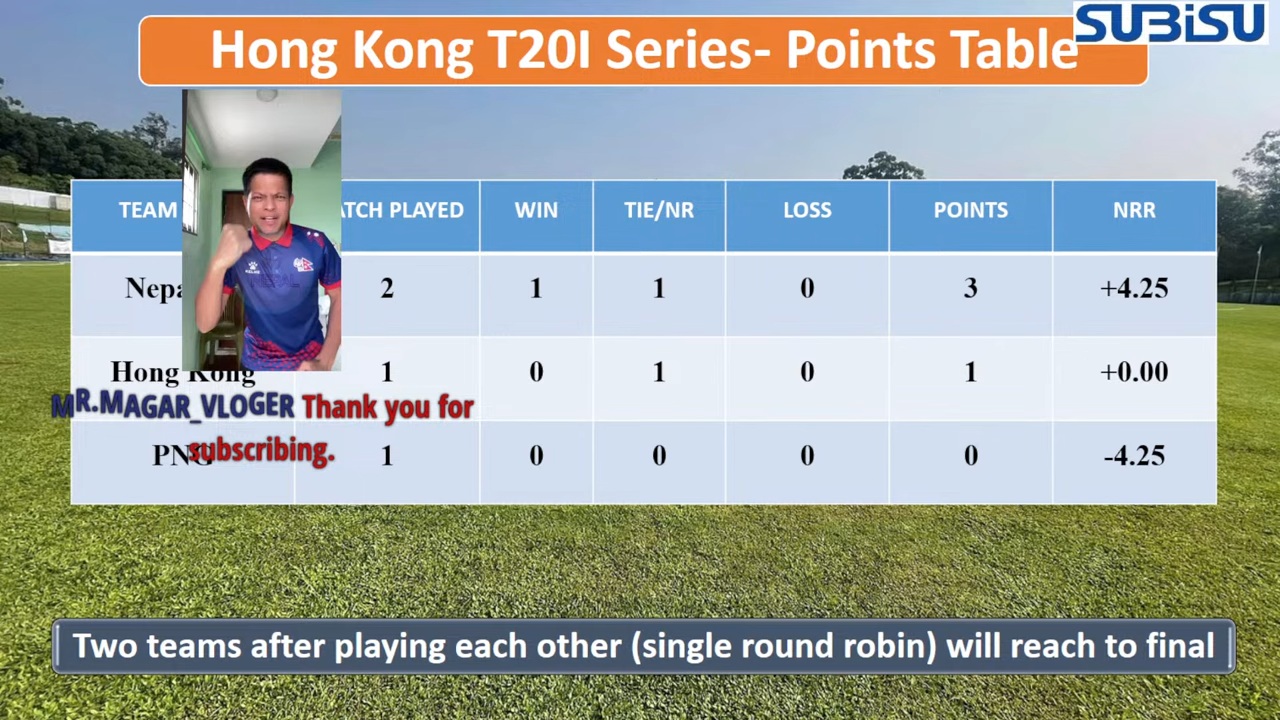 SUBiSU
Hong Kong T20I Series- Points Table
TEAM ATCH PLAYED WIN TIE/NR LOSS POINTS NRR
Nepa 2 1 1 0 3 +4.25
Hong Kong 1 0 1 0 1 +0.00
MR.MAGAR_VLOGER Thank you for
subscribing.
PNG 1 0 0 0 0 -4.25
Two teams after playing each other (single round robin) will reach to final